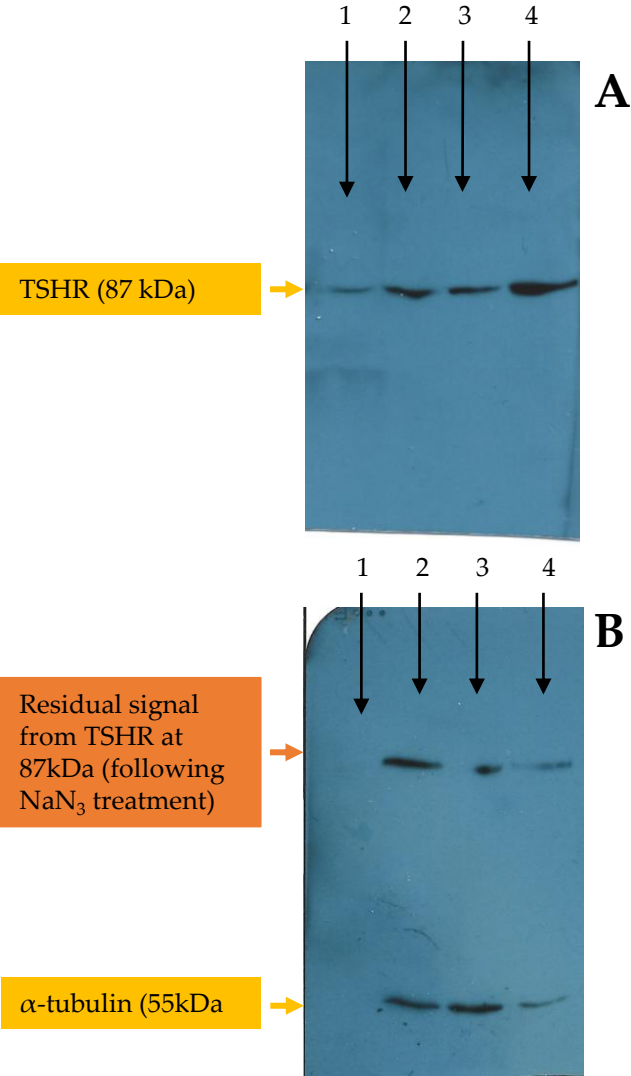 1 2 3 4
A
TSHR (87 kDa)
1 2 3 4
B
Residual signal
from TSHR at
87kDa (following
NaN₃ treatment)
α-tubulin (55kDa